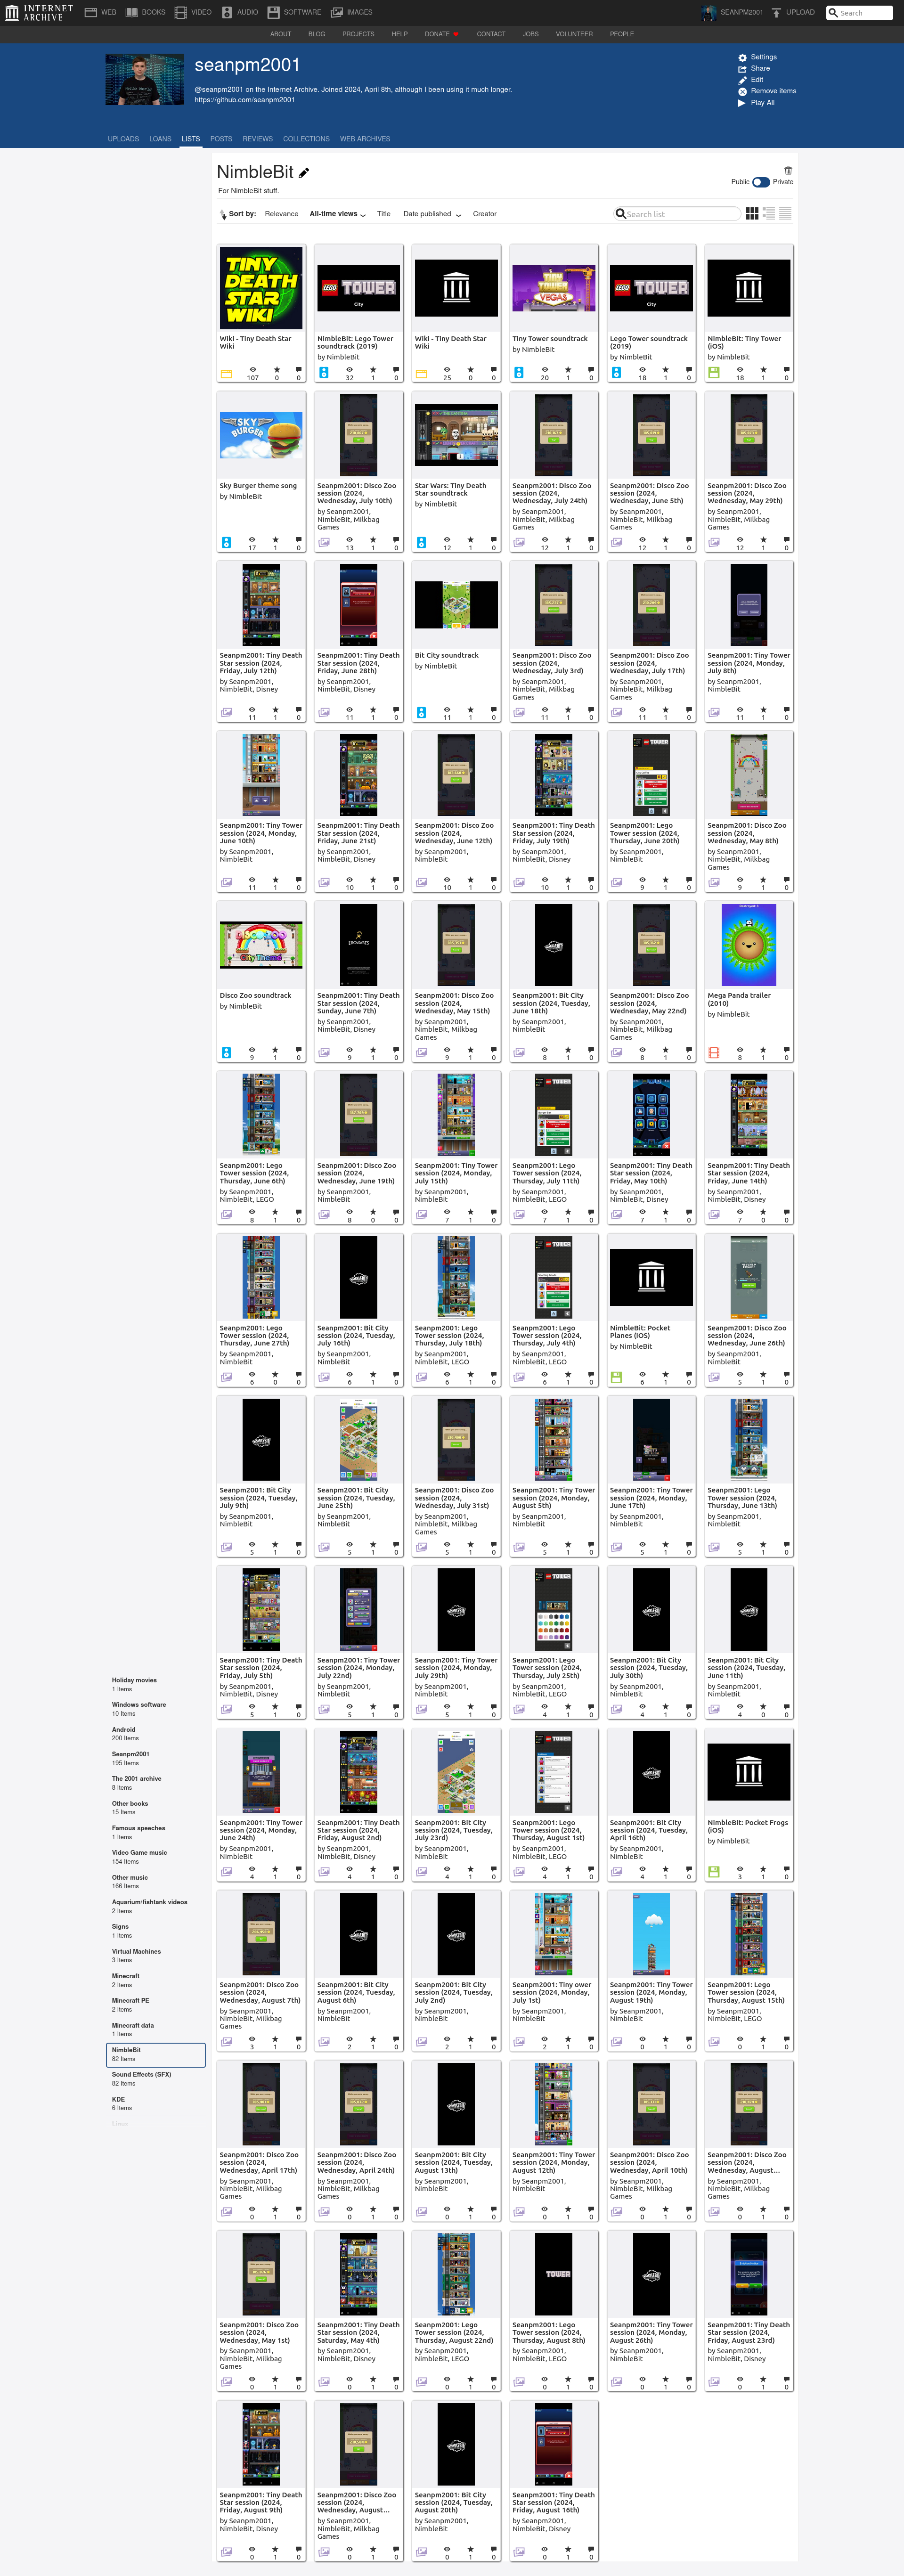 INTERNET ARCHIVE
WEB BOOKS VIDEO AUDIO SOFTWARE IMAGES SEANPM2001 UPLOAD Search
ABOUT BLOG PROJECTS HELP DONATE CONTACT JOBS VOLUNTEER PEOPLE
seanpm2001
@seanpm2001 on the Internet Archive. Joined 2024, April 8th, although I been using it much longer.
https://github.com/seanpm2001
Settings
Share
Edit
Remove items
Play All
UPLOADS LOANS LISTS POSTS REVIEWS COLLECTIONS WEB ARCHIVES
NimbleBit
For NimbleBit stuff.
Public Private
Sort by: Relevance All-time views Title Date published Creator Search list
TINY DEATH STAR WIKI
Wiki - Tiny Death Star Wiki
107 0 0
LEGO TOWER
City
NimbleBit: Lego Tower soundtrack (2019)
by NimbleBit
32 1 0
Wiki - Tiny Death Star Wiki
25 0 0
TINY TOWER VEGAS
Tiny Tower soundtrack
by NimbleBit
20 1 0
LEGO TOWER
City
Lego Tower soundtrack (2019)
by NimbleBit
18 1 0
NimbleBit: Tiny Tower (iOS)
by NimbleBit
18 1 0
SKY BURGER
Sky Burger theme song
by NimbleBit
17 1 0
Seanpm2001: Disco Zoo session (2024, Wednesday, July 10th)
by Seanpm2001, NimbleBit, Milkbag Games
13 1 0
Star Wars: Tiny Death Star soundtrack
by NimbleBit
12 1 0
Seanpm2001: Disco Zoo session (2024, Wednesday, July 24th)
by Seanpm2001, NimbleBit, Milkbag Games
12 1 0
Seanpm2001: Disco Zoo session (2024, Wednesday, June 5th)
by Seanpm2001, NimbleBit, Milkbag Games
12 1 0
Seanpm2001: Disco Zoo session (2024, Wednesday, May 29th)
by Seanpm2001, NimbleBit, Milkbag Games
12 1 0
Seanpm2001: Tiny Death Star session (2024, Friday, July 12th)
by Seanpm2001, NimbleBit, Disney
11 1 0
Seanpm2001: Tiny Death Star session (2024, Friday, June 28th)
by Seanpm2001, NimbleBit, Disney
11 1 0
Bit City soundtrack
by NimbleBit
11 1 0
Seanpm2001: Disco Zoo session (2024, Wednesday, July 3rd)
by Seanpm2001, NimbleBit, Milkbag Games
11 1 0
Seanpm2001: Disco Zoo session (2024, Wednesday, July 17th)
by Seanpm2001, NimbleBit, Milkbag Games
11 1 0
Seanpm2001: Tiny Tower session (2024, Monday, July 8th)
by Seanpm2001, NimbleBit
11 1 0
Seanpm2001: Tiny Tower session (2024, Monday, June 10th)
by Seanpm2001, NimbleBit
11 1 0
Seanpm2001: Tiny Death Star session (2024, Friday, June 21st)
by Seanpm2001, NimbleBit, Disney
10 1 0
Seanpm2001: Disco Zoo session (2024, Wednesday, June 12th)
by Seanpm2001, NimbleBit
10 1 0
Seanpm2001: Tiny Death Star session (2024, Friday, July 19th)
by Seanpm2001, NimbleBit, Disney
10 1 0
Seanpm2001: Lego Tower session (2024, Thursday, June 20th)
by Seanpm2001, NimbleBit
9 1 0
Seanpm2001: Disco Zoo session (2024, Wednesday, May 8th)
by Seanpm2001, NimbleBit, Milkbag Games
9 1 0
Disco Zoo soundtrack
by NimbleBit
9 1 0
Seanpm2001: Tiny Death Star session (2024, Sunday, June 7th)
by Seanpm2001, NimbleBit, Disney
9 1 0
Seanpm2001: Disco Zoo session (2024, Wednesday, May 15th)
by Seanpm2001, NimbleBit, Milkbag Games
9 1 0
Seanpm2001: Bit City session (2024, Tuesday, June 18th)
by Seanpm2001, NimbleBit
8 1 0
Seanpm2001: Disco Zoo session (2024, Wednesday, May 22nd)
by Seanpm2001, NimbleBit, Milkbag Games
8 1 0
Mega Panda trailer (2010)
by NimbleBit
8 1 0
Seanpm2001: Lego Tower session (2024, Thursday, June 6th)
by Seanpm2001, NimbleBit, LEGO
8 1 0
Seanpm2001: Disco Zoo session (2024, Wednesday, June 19th)
by Seanpm2001, NimbleBit
8 0 0
Seanpm2001: Tiny Tower session (2024, Monday, July 15th)
by Seanpm2001, NimbleBit
7 1 0
Seanpm2001: Lego Tower session (2024, Thursday, July 11th)
by Seanpm2001, NimbleBit, LEGO
7 1 0
Seanpm2001: Tiny Death Star session (2024, Friday, May 10th)
by Seanpm2001, NimbleBit, Disney
7 1 0
Seanpm2001: Tiny Death Star session (2024, Friday, June 14th)
by Seanpm2001, NimbleBit, Disney
7 0 0
Seanpm2001: Lego Tower session (2024, Thursday, June 27th)
by Seanpm2001, NimbleBit
6 0 0
Seanpm2001: Bit City session (2024, Tuesday, July 16th)
by Seanpm2001, NimbleBit
6 1 0
Seanpm2001: Lego Tower session (2024, Thursday, July 18th)
by Seanpm2001, NimbleBit, LEGO
6 1 0
Seanpm2001: Lego Tower session (2024, Thursday, July 4th)
by Seanpm2001, NimbleBit, LEGO
6 1 0
NimbleBit: Pocket Planes (iOS)
by NimbleBit
6 1 0
Seanpm2001: Disco Zoo session (2024, Wednesday, June 26th)
by Seanpm2001, NimbleBit
5 1 0
Seanpm2001: Bit City session (2024, Tuesday, July 9th)
by Seanpm2001, NimbleBit
5 1 0
Seanpm2001: Bit City session (2024, Tuesday, June 25th)
by Seanpm2001, NimbleBit
5 1 0
Seanpm2001: Disco Zoo session (2024, Wednesday, July 31st)
by Seanpm2001, NimbleBit, Milkbag Games
5 1 0
Seanpm2001: Tiny Tower session (2024, Monday, August 5th)
by Seanpm2001, NimbleBit
5 1 0
Seanpm2001: Tiny Tower session (2024, Monday, June 17th)
by Seanpm2001, NimbleBit
5 1 0
Seanpm2001: Lego Tower session (2024, Thursday, June 13th)
by Seanpm2001, NimbleBit
5 1 0
Seanpm2001: Tiny Death Star session (2024, Friday, July 5th)
by Seanpm2001, NimbleBit, Disney
5 1 0
Seanpm2001: Tiny Tower session (2024, Monday, July 22nd)
by Seanpm2001, NimbleBit
5 1 0
Seanpm2001: Tiny Tower session (2024, Monday, July 29th)
by Seanpm2001, NimbleBit
5 1 0
Seanpm2001: Lego Tower session (2024, Thursday, July 25th)
by Seanpm2001, NimbleBit, LEGO
4 1 0
Seanpm2001: Bit City session (2024, Tuesday, July 30th)
by Seanpm2001, NimbleBit
4 1 0
Seanpm2001: Bit City session (2024, Tuesday, June 11th)
by Seanpm2001, NimbleBit
4 0 0
Seanpm2001: Tiny Tower session (2024, Monday, June 24th)
by Seanpm2001, NimbleBit
4 1 0
Seanpm2001: Tiny Death Star session (2024, Friday, August 2nd)
by Seanpm2001, NimbleBit, Disney
4 1 0
Seanpm2001: Bit City session (2024, Tuesday, July 23rd)
by Seanpm2001, NimbleBit
4 1 0
Seanpm2001: Lego Tower session (2024, Thursday, August 1st)
by Seanpm2001, NimbleBit, LEGO
4 1 0
Seanpm2001: Bit City session (2024, Tuesday, April 16th)
by Seanpm2001, NimbleBit
4 1 0
NimbleBit: Pocket Frogs (iOS)
by NimbleBit
3 1 0
Seanpm2001: Disco Zoo session (2024, Wednesday, August 7th)
by Seanpm2001, NimbleBit, Milkbag Games
3 1 0
Seanpm2001: Bit City session (2024, Tuesday, August 6th)
by Seanpm2001, NimbleBit
2 1 0
Seanpm2001: Bit City session (2024, Tuesday, July 2nd)
by Seanpm2001, NimbleBit
2 1 0
Seanpm2001: Tiny ower session (2024, Monday, July 1st)
by Seanpm2001, NimbleBit
2 1 0
Seanpm2001: Tiny Tower session (2024, Monday, August 19th)
by Seanpm2001, NimbleBit
0 1 0
Seanpm2001: Lego Tower session (2024, Thursday, August 15th)
by Seanpm2001, NimbleBit, LEGO
0 1 0
Seanpm2001: Disco Zoo session (2024, Wednesday, April 17th)
by Seanpm2001, NimbleBit, Milkbag Games
0 1 0
Seanpm2001: Disco Zoo session (2024, Wednesday, April 24th)
by Seanpm2001, NimbleBit, Milkbag Games
0 1 0
Seanpm2001: Bit City session (2024, Tuesday, August 13th)
by Seanpm2001, NimbleBit
0 1 0
Seanpm2001: Tiny Tower session (2024, Monday, August 12th)
by Seanpm2001, NimbleBit
0 1 0
Seanpm2001: Disco Zoo session (2024, Wednesday, April 10th)
by Seanpm2001, NimbleBit, Milkbag Games
0 1 0
Seanpm2001: Disco Zoo session (2024, Wednesday, August...
by Seanpm2001, NimbleBit, Milkbag Games
0 1 0
Seanpm2001: Disco Zoo session (2024, Wednesday, May 1st)
by Seanpm2001, NimbleBit, Milkbag Games
0 1 0
Seanpm2001: Tiny Death Star session (2024, Saturday, May 4th)
by Seanpm2001, NimbleBit, Disney
0 1 0
Seanpm2001: Lego Tower session (2024, Thursday, August 22nd)
by Seanpm2001, NimbleBit, LEGO
0 1 0
Seanpm2001: Lego Tower session (2024, Thursday, August 8th)
by Seanpm2001, NimbleBit, LEGO
0 1 0
Seanpm2001: Tiny Tower session (2024, Monday, August 26th)
by Seanpm2001, NimbleBit
0 1 0
Seanpm2001: Tiny Death Star session (2024, Friday, August 23rd)
by Seanpm2001, NimbleBit, Disney
0 1 0
Seanpm2001: Tiny Death Star session (2024, Friday, August 9th)
by Seanpm2001, NimbleBit, Disney
0 1 0
Seanpm2001: Disco Zoo session (2024, Wednesday, August...
by Seanpm2001, NimbleBit, Milkbag Games
0 1 0
Seanpm2001: Bit City session (2024, Tuesday, August 20th)
by Seanpm2001, NimbleBit
0 1 0
Seanpm2001: Tiny Death Star session (2024, Friday, August 16th)
by Seanpm2001, NimbleBit, Disney
0 1 0
Holiday movies
1 Items
Windows software
10 Items
Android
200 Items
Seanpm2001
195 Items
The 2001 archive
8 Items
Other books
15 Items
Famous speeches
1 Items
Video Game music
154 Items
Other music
166 Items
Aquarium/fishtank videos
2 Items
Signs
1 Items
Virtual Machines
3 Items
Minecraft
2 Items
Minecraft PE
2 Items
Minecraft data
1 Items
NimbleBit
82 Items
Sound Effects (SFX)
82 Items
KDE
6 Items
Linux